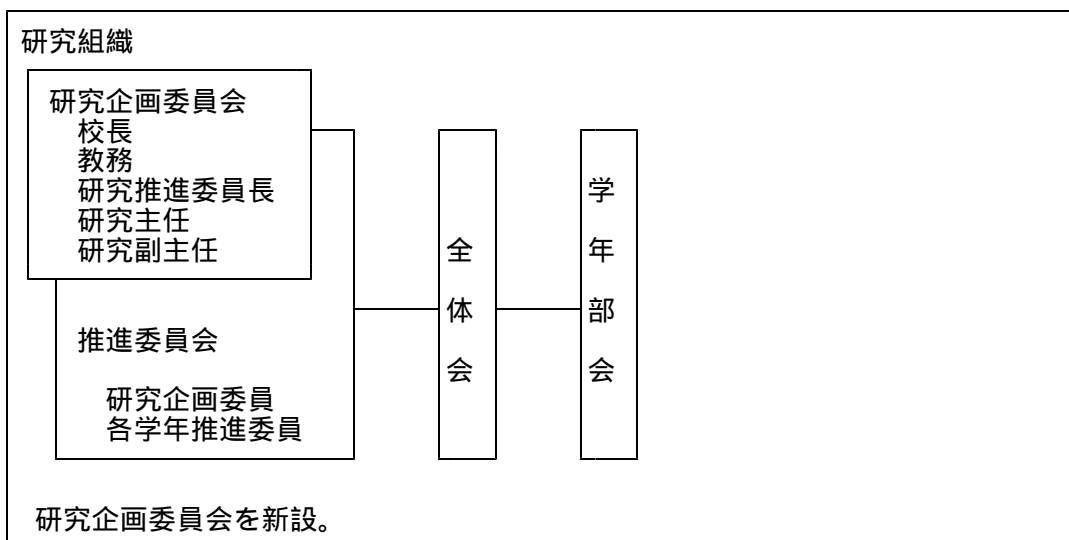 研究組織
研究企画委員会
校長
教務
研究推進委員長
研究主任
研究副主任
推進委員会
研究企画委員
各学年推進委員
全体会
学年部会
研究企画委員会を新設。